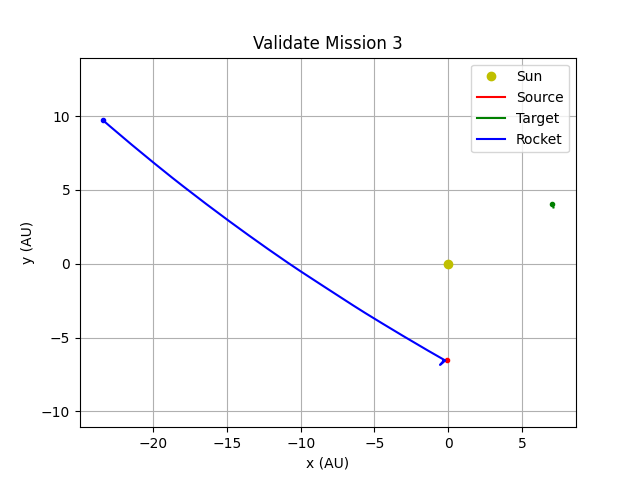 Validate Mission 3
Sun
Source
Target
Rocket
10
5
0
−5
−10
y (AU)
−20
−15
−10
−5
0
5
x (AU)